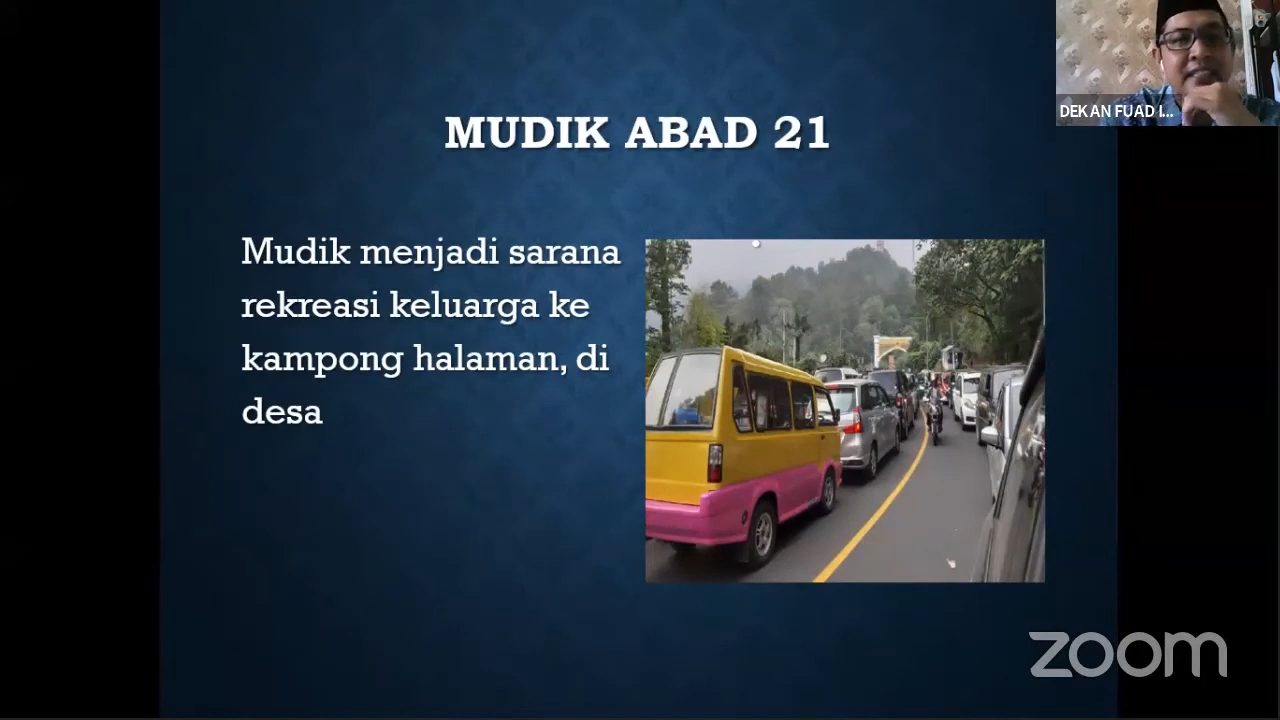 MUDIK ABAD 21
Mudik menjadi sarana
rekreasi keluarga ke
kampong halaman, di
desa
DEKAN FUAD I...
zoom